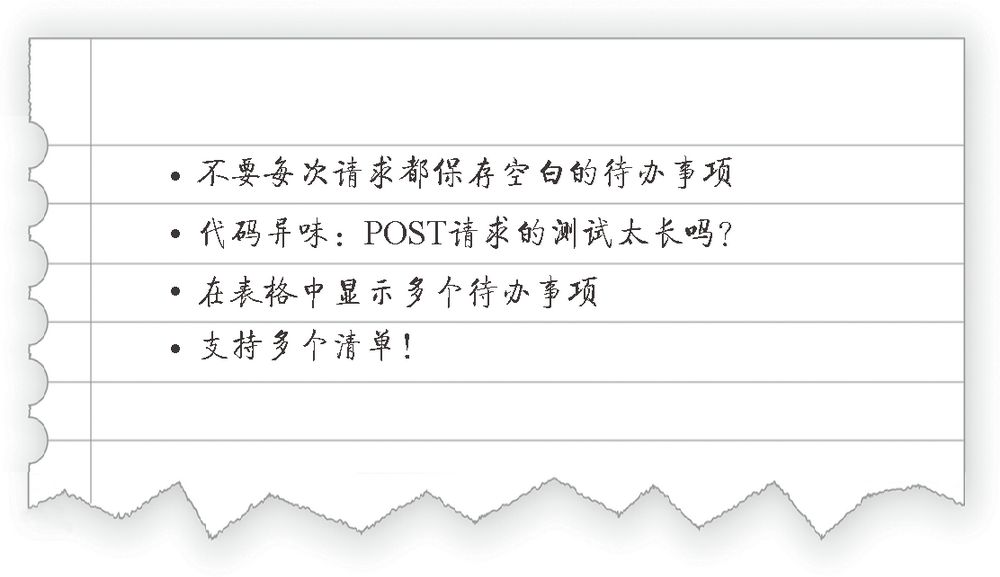 • 不要每次请求都保存空白的待办事项
• 代码异味：POST请求的测试太长吗？
• 在表格中显示多个待办事项
• 支持多个清单！